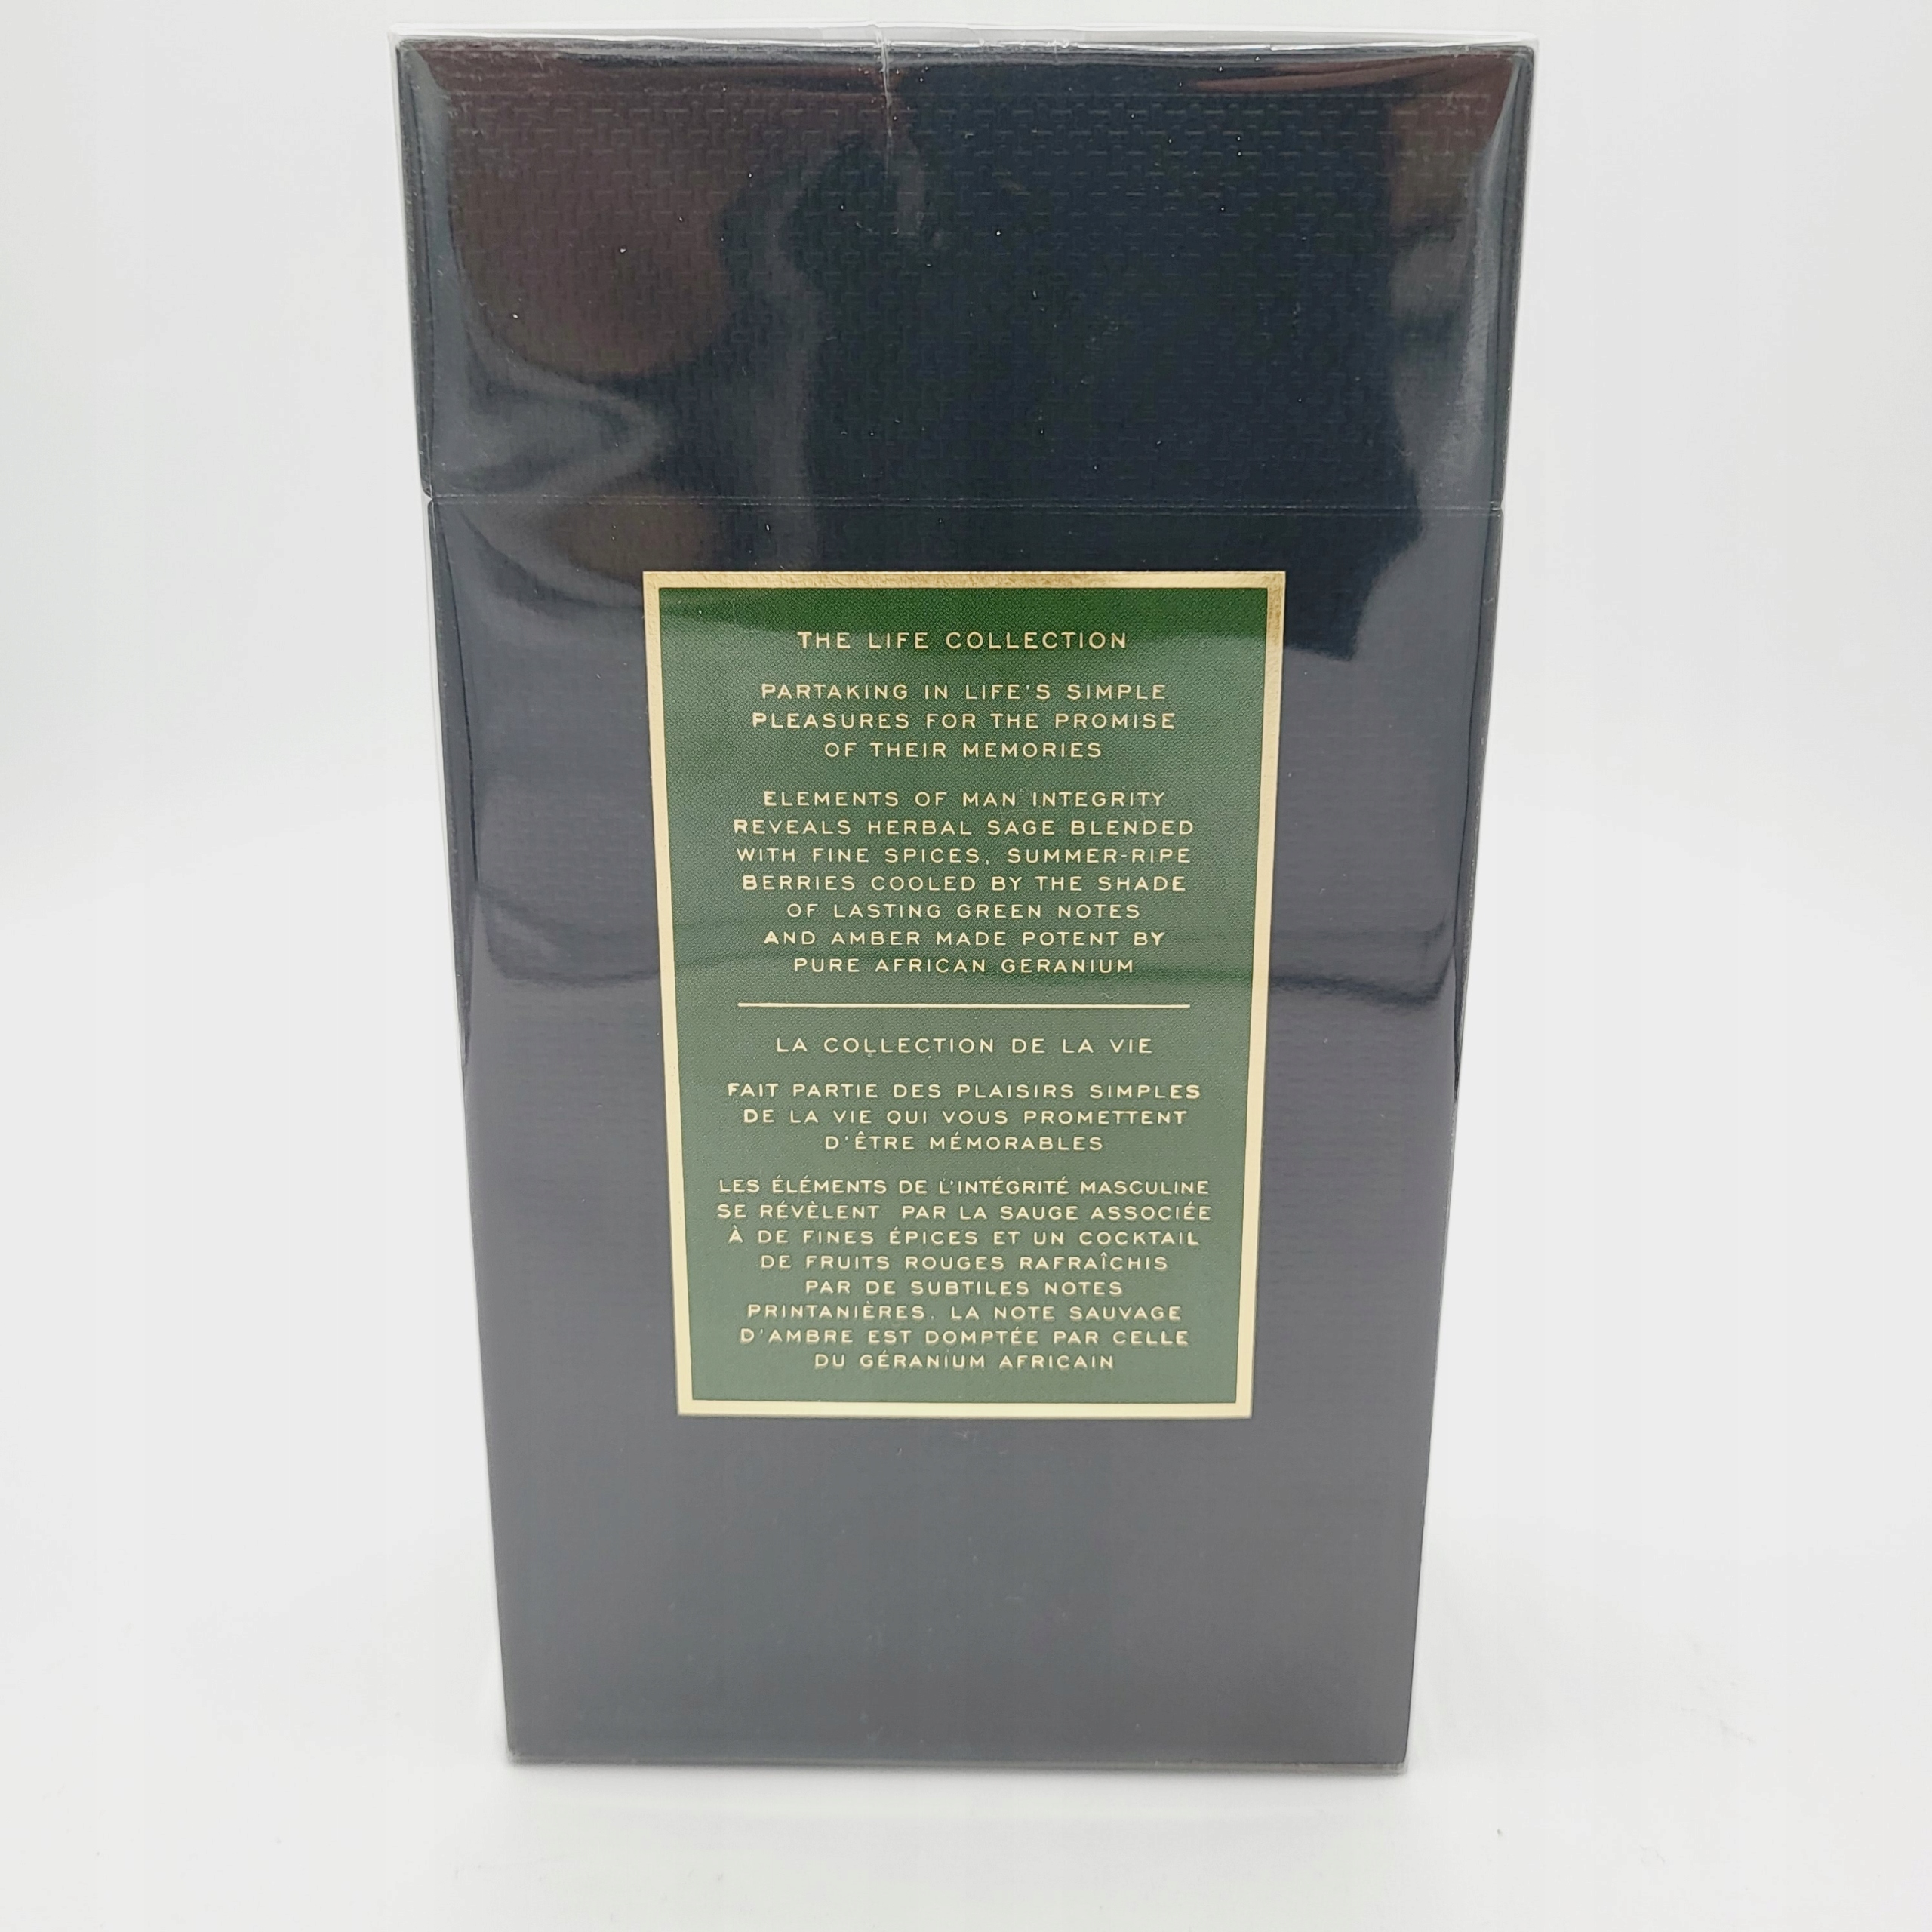 THE LIFE COLLECTION
PARTAKING IN LIFE'S SIMPLE
PLEASURES FOR THE PROMISE
OF THEIR MEMORIES
ELEMENTS OF MAN INTEGRITY
REVEALS HERBAL SAGE BLENDED
WITH FINE SPICES, SUMMER-RIPE
BERRIES COOLED BY THE SHADE
OF LASTING GREEN NOTES
AND AMBER MADE POTENT BY
PURE AFRICAN GERANIUM
LA COLLECTION DE LA VIE
FAIT PARTIE DES PLAISIRS SIMPLES
DE LA VIE QUI VOUS PROMETTENT
D'ÊTRE MÉMORABLES
LES ÉLÉMENTS DE L'INTÉGRITÉ MASCULINE
SE RÉVÈLENT PAR LA SAUGE ASSOCIÉE
À DE FINES ÉPICES ET UN COCKTAIL
DE FRUITS ROUGES RAFRAÎCHIS
PAR DE SUBTILES NOTES
PRINTANIÈRES. LA NOTE SAUVAGE
D'AMBRE EST DOMPTÉE PAR CELLE
DU GÉRANIUM AFRICAIN